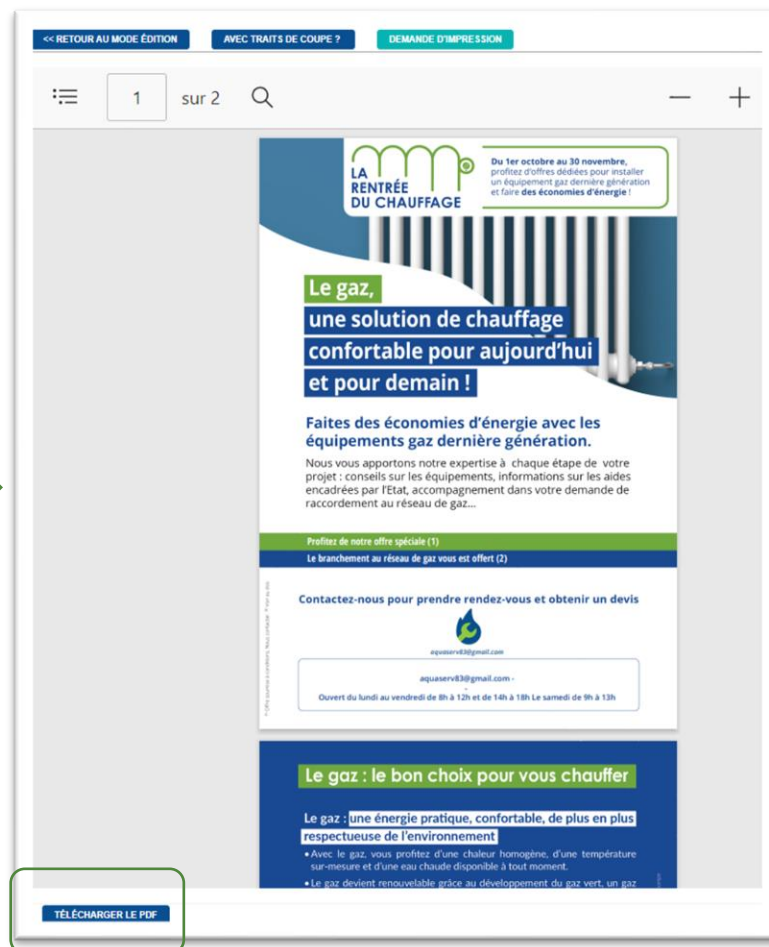 << RETOUR AU MODE ÉDITION
AVEC TRAITS DE COUPE ?
DEMANDE D'IMPRESSION
1 sur 2
LA
RENTRÉE
DU CHAUFFAGE
Du 1er octobre au 30 novembre,
profitez d'offres dédiées pour installer
un équipement gaz dernière génération
et faire des économies d'énergie !
Le gaz,
une solution de chauffage
confortable pour aujourd'hui
et pour demain !
Faites des économies d'énergie avec les
équipements gaz dernière génération.
Nous vous apportons notre expertise à chaque étape de votre
projet : conseils sur les équipements, informations sur les aides
encadrées par l'Etat, accompagnement dans votre demande de
raccordement au réseau de gaz...
Profitez de notre offre spéciale (1)
Le branchement au réseau de gaz vous est offert (2)
Contactez-nous pour prendre rendez-vous et obtenir un devis
aquaserv83@gmail.com
aquaserv83@gmail.com -
-
Ouvert du lundi au vendredi de 8h à 12h et de 14h à 18h Le samedi de 9h à 13h
Le gaz : le bon choix pour vous chauffer
Le gaz : une énergie pratique, confortable, de plus en plus
respectueuse de l'environnement
• Avec le gaz, vous profitez d'une chaleur homogène, d'une température
sur-mesure et d'une eau chaude disponible à tout moment.
• Le gaz devient renouvelable grâce au développement du gaz vert, un gaz
TÉLÉCHARGER LE PDF